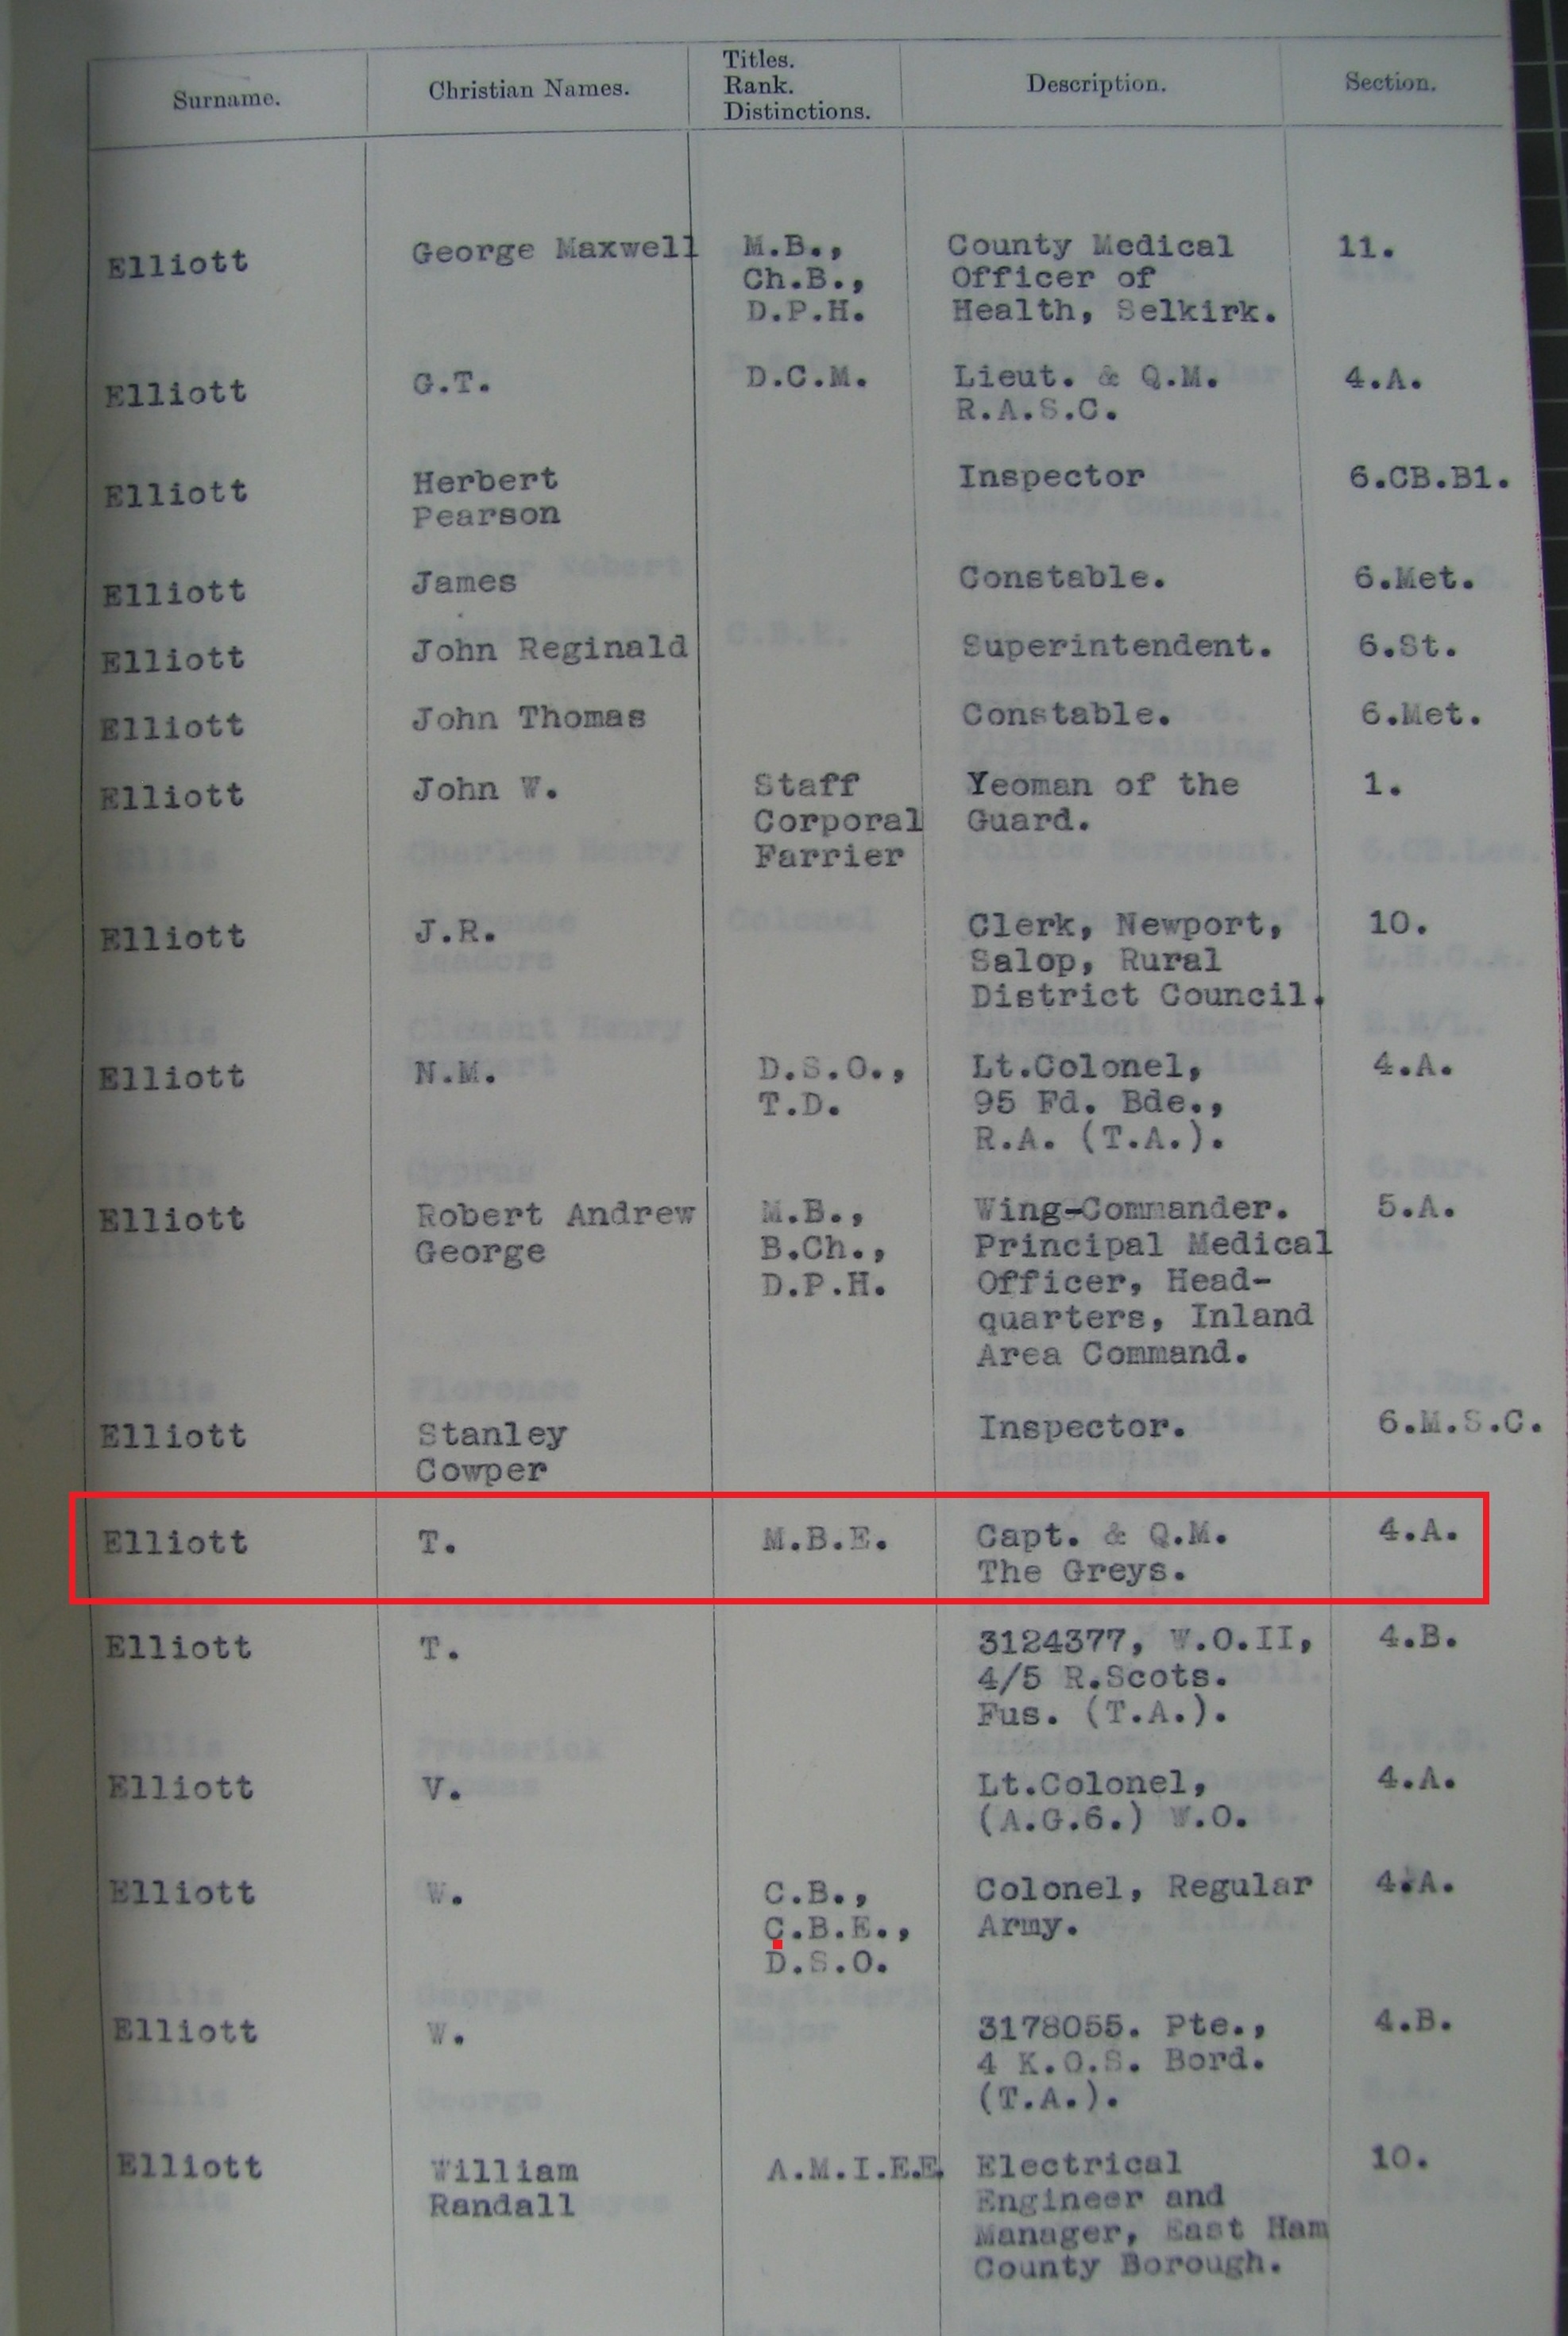 Surname. Christian Names. Titles. Rank. Distinctions. Description. Section.
Elliott George Maxwell M.B., County Medical 11.
Ch.B., Officer of
D.P.H. Health, Selkirk.
Elliott G.T. D.C.M. Lieut. & Q.M. 4.A.
R.A.S.C.
Elliott Herbert Inspector 6.CB.B1.
Pearson
Elliott James Constable. 6.Met.
Elliott John Reginald Superintendent. 6.St.
Elliott John Thomas Constable. 6.Met.
Elliott John W. Staff Yeoman of the 1.
Corporal Guard.
Farrier
Elliott J.R. Clerk, Newport, 10.
Salop, Rural
District Council.
Elliott N.M. D.S.O., Lt.Colonel, 4.A.
T.D. 95 Fd. Bde.,
R.A. (T.A.).
Elliott Robert Andrew M.B., Wing-Commander. 5.A.
George B.Ch., Principal Medical
D.P.H. Officer, Head-
quarters, Inland
Area Command.
Elliott Stanley Inspector. 6.M.S.C.
Cowper
Elliott T. M.B.E. Capt. & Q.M. 4.A.
The Greys.
Elliott T. 3124377, W.O.II, 4.B.
4/5 R.Scots.
Fus. (T.A.).
Elliott V. Lt.Colonel, 4.A.
(A.G.6.) W.O.
Elliott W. C.B., Colonel, Regular 4.A.
C.B.E., Army.
D.S.O.
Elliott W. 3178055. Pte., 4.B.
4 K.O.S. Bord.
(T.A.).
Elliott William A.M.I.E.E. Electrical 10.
Randall Engineer and
Manager, East Ham
County Borough.